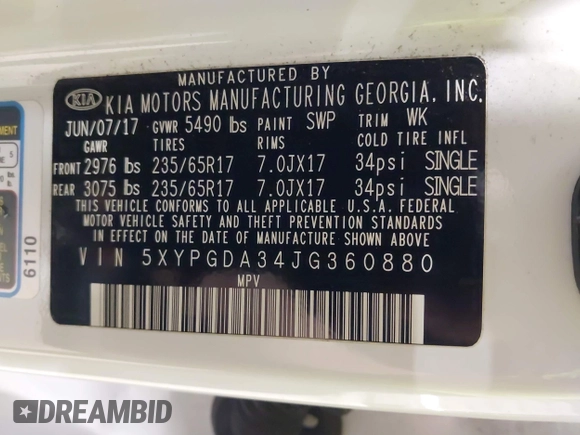 MANUFACTURED BY
KIA KIA MOTORS MANUFACTURING GEORGIA, INC.
JUN/07/17 GVWR 5490 lbs PAINT SWP TRIM WK
GAWR TIRES RIMS COLD TIRE INFL
FRONT 2976 lbs 235/65R17 7.0JX17 34psi SINGLE
REAR 3075 lbs 235/65R17 7.0JX17 34psi SINGLE
THIS VEHICLE CONFORMS TO ALL APPLICABLE U.S.A. FEDERAL
MOTOR VEHICLE SAFETY AND THEFT PREVENTION STANDARDS
IN EFFECT ON THE DATE OF MANUFACTURE SHOWN ABOVE.
VIN 5XYPGDA34JG360880
MPV
6110
DREAMBID